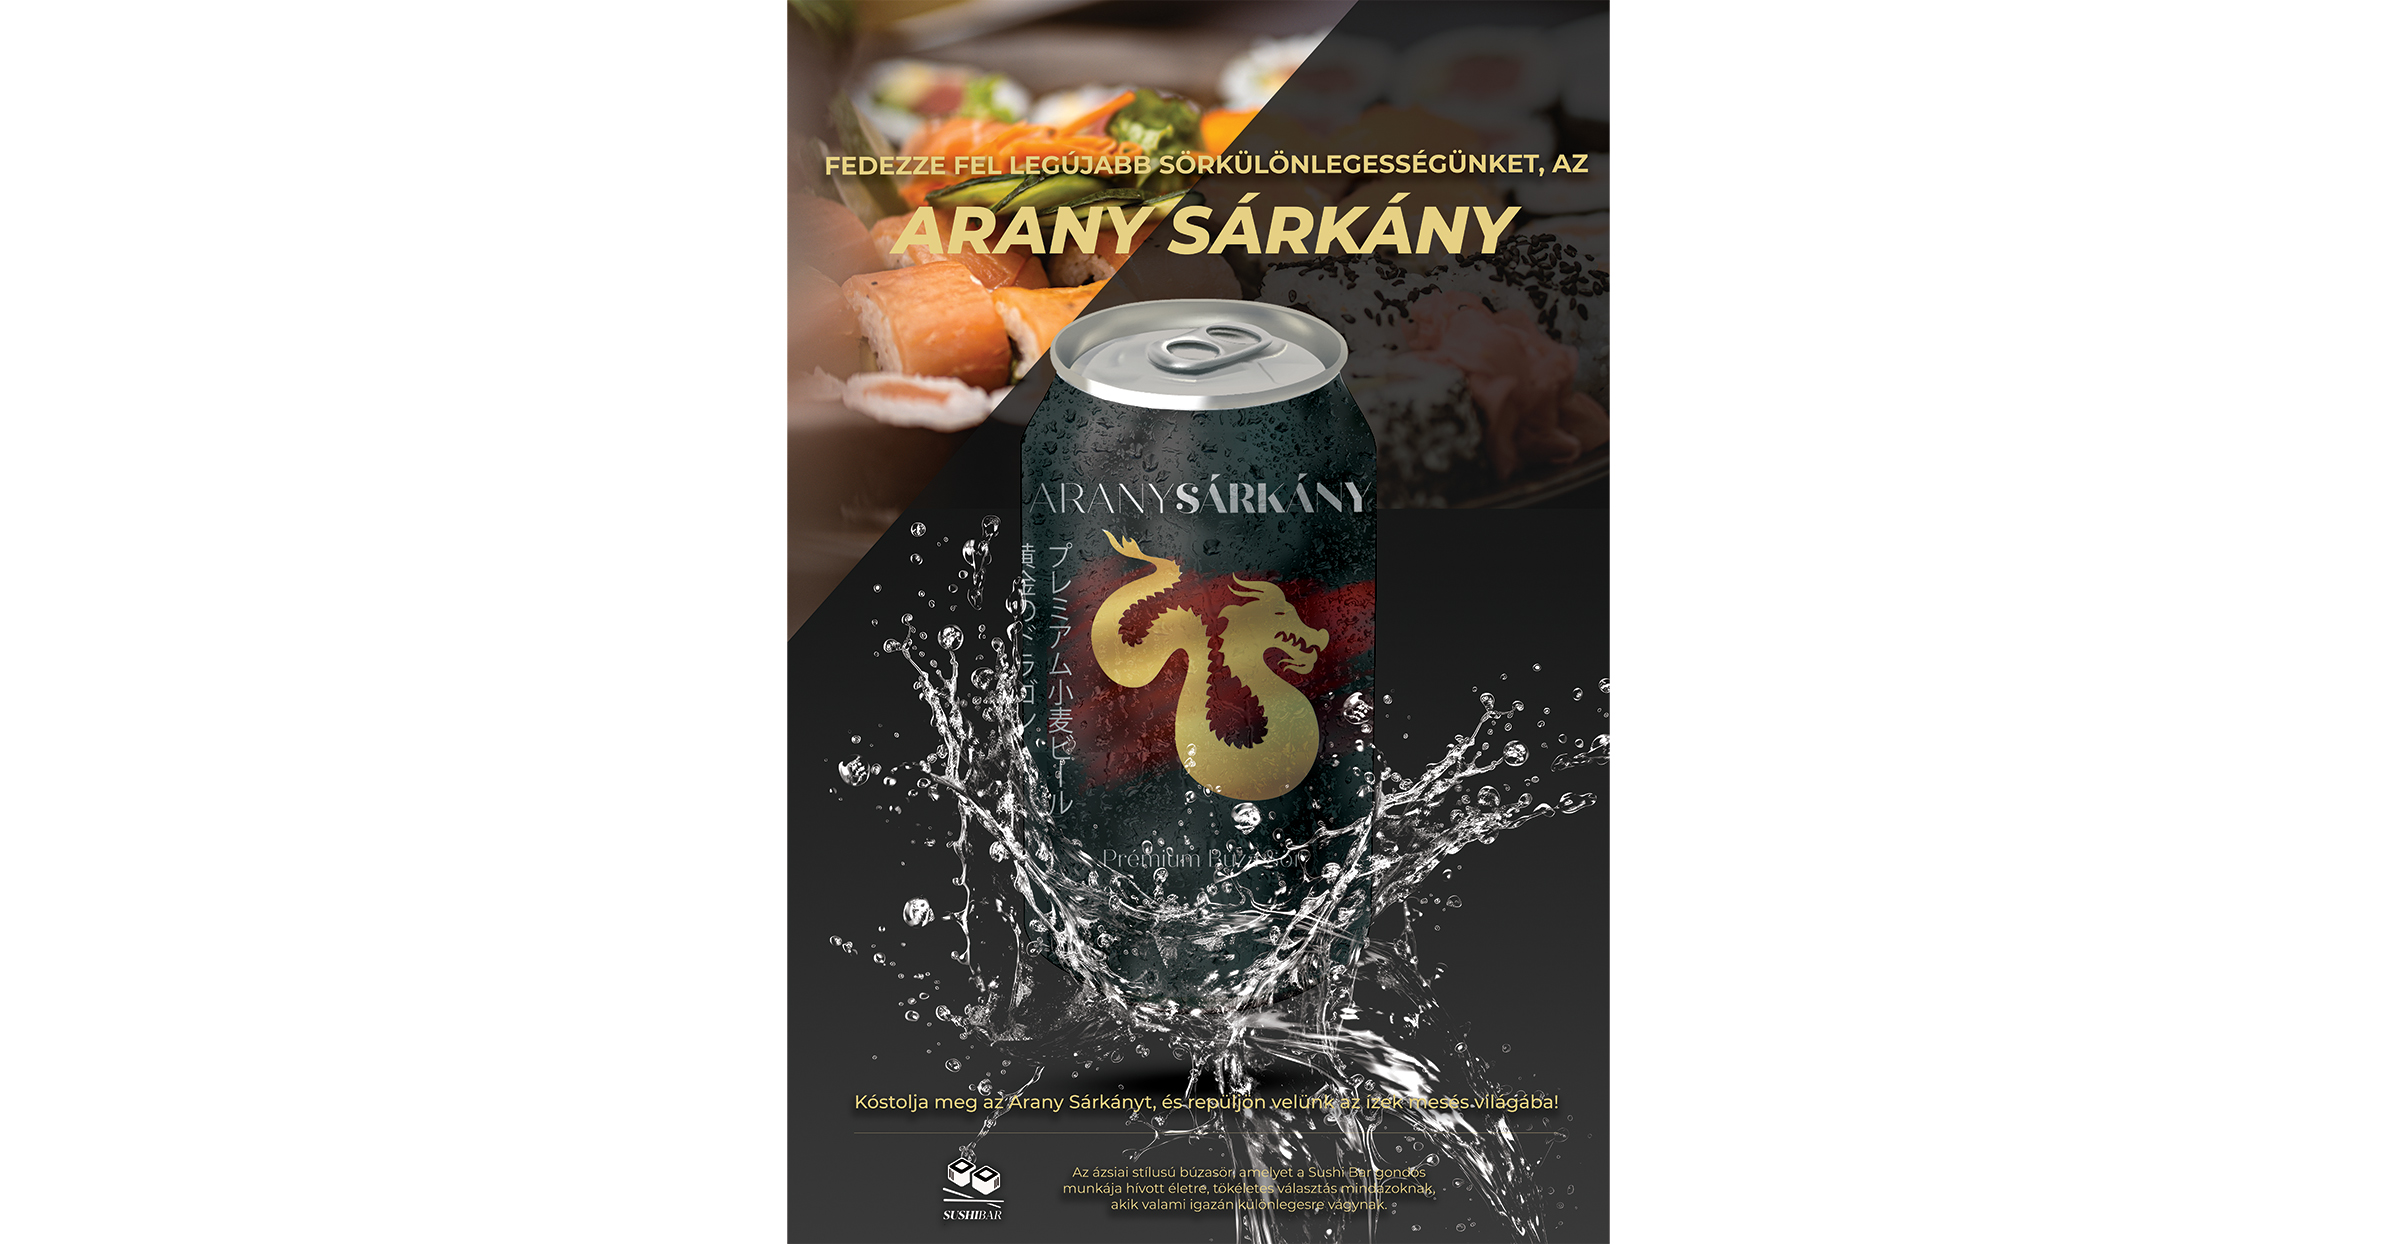 FEDEZZE FEL LEGÚJABB SÖRKÜLÖNLEGESSÉGÜNKET, AZ
ARANY SÁRKÁNY
ARANYSÁRKÁNY
プレミアム小麦ビール
黄金のドラゴン
Prémium Búza Sör
Kóstolja meg az Arany Sárkányt, és repüljön velünk az ízek mesés világába!
Az ázsiai stílusú búzasör, amelyet a Sushi Bar gondos
munkája hívott életre, tökéletes választás mindazoknak,
akik valami igazán különlegesre vágynak.
SUSHIBAR